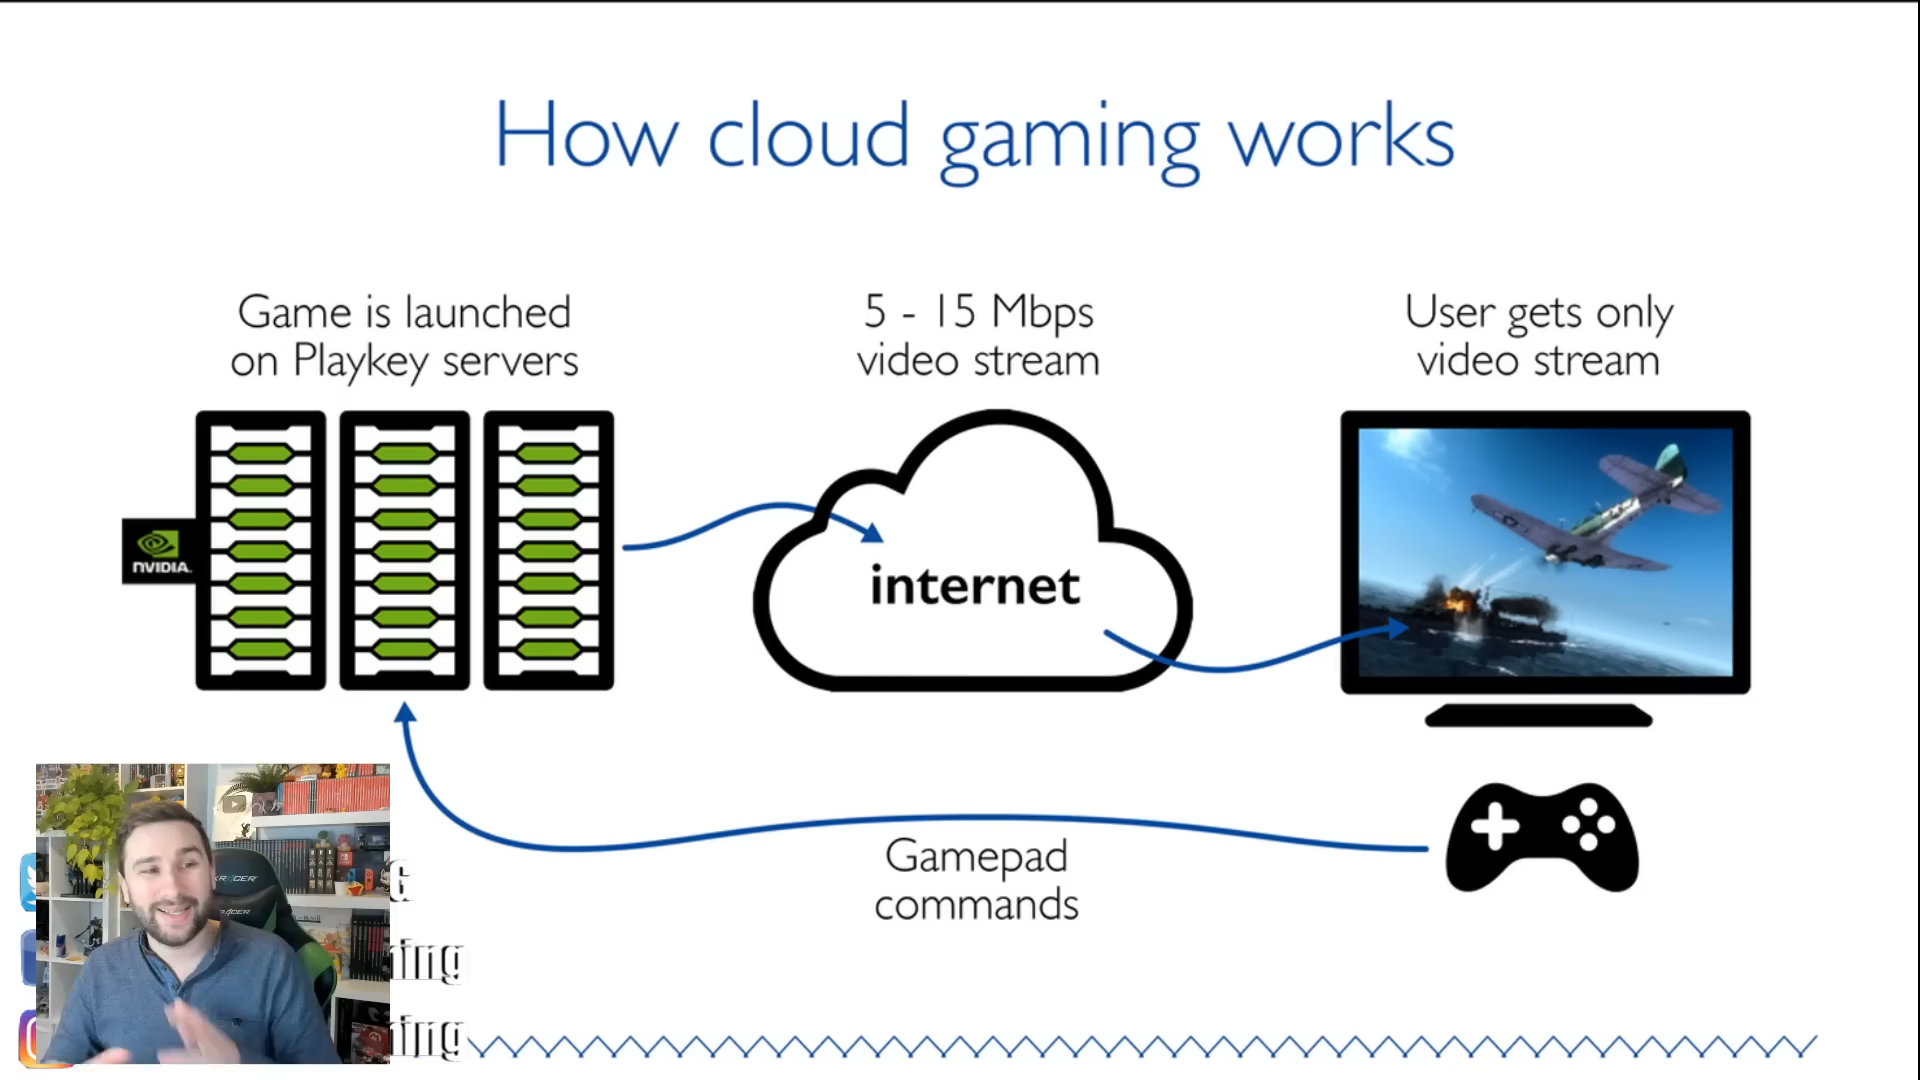 How cloud gaming works
Game is launched
on Playkey servers
5 - 15 Mbps
video stream
User gets only
video stream
nVIDIA.
internet
Gamepad
commands